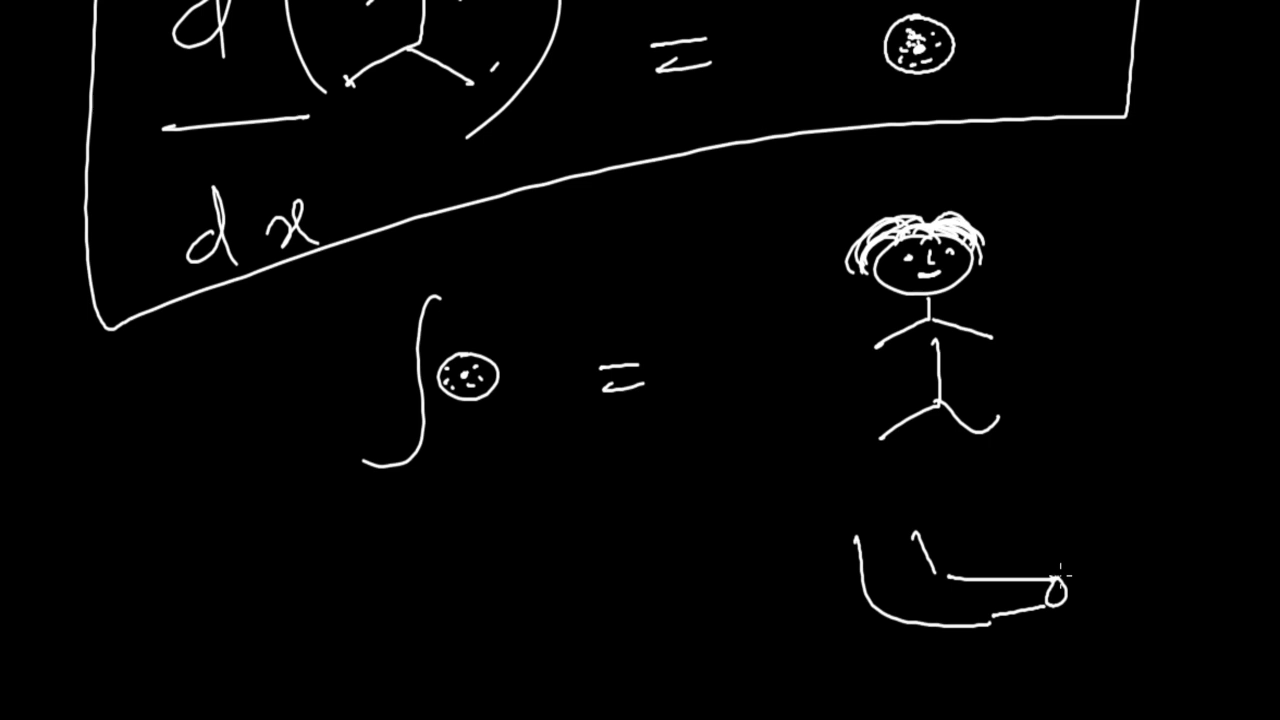 d =
dx
∫ =